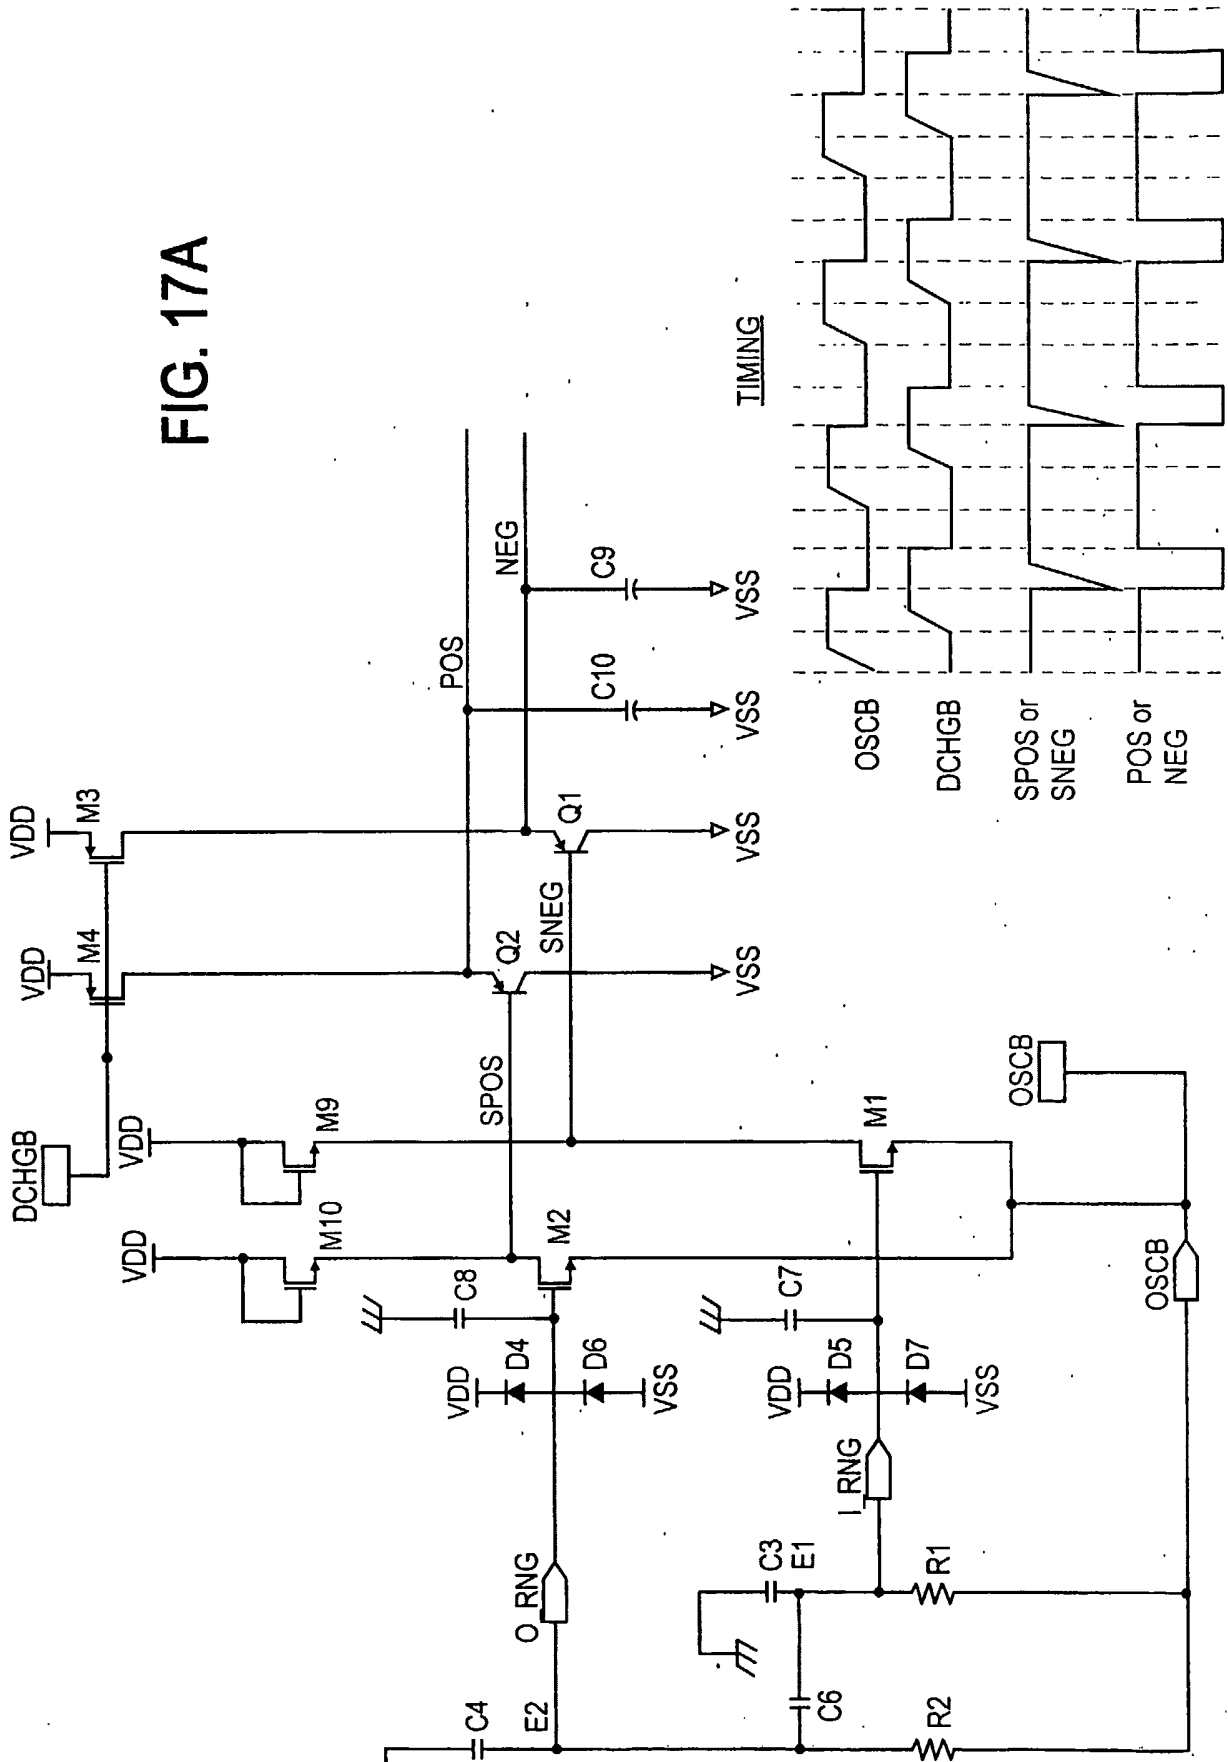 DCHGB
VDD
VDD
M4
M3
VDD
VDD
FIG. 17A
M10
M9
VDD
C8
POS
C4
SPOS
D4
Q2
NEG
O_RNG
E2
M2
SNEG
Q1
D6
C10
C9
VSS
VSS
VSS
VSS
VSS
TIMING
C3
E1
VDD
C7
C6
D5
I_RNG
M1
D7
VSS
R2
R1
OSCB
OSCB
OSCB
DCHGB
SPOS or
SNEG
POS or
NEG